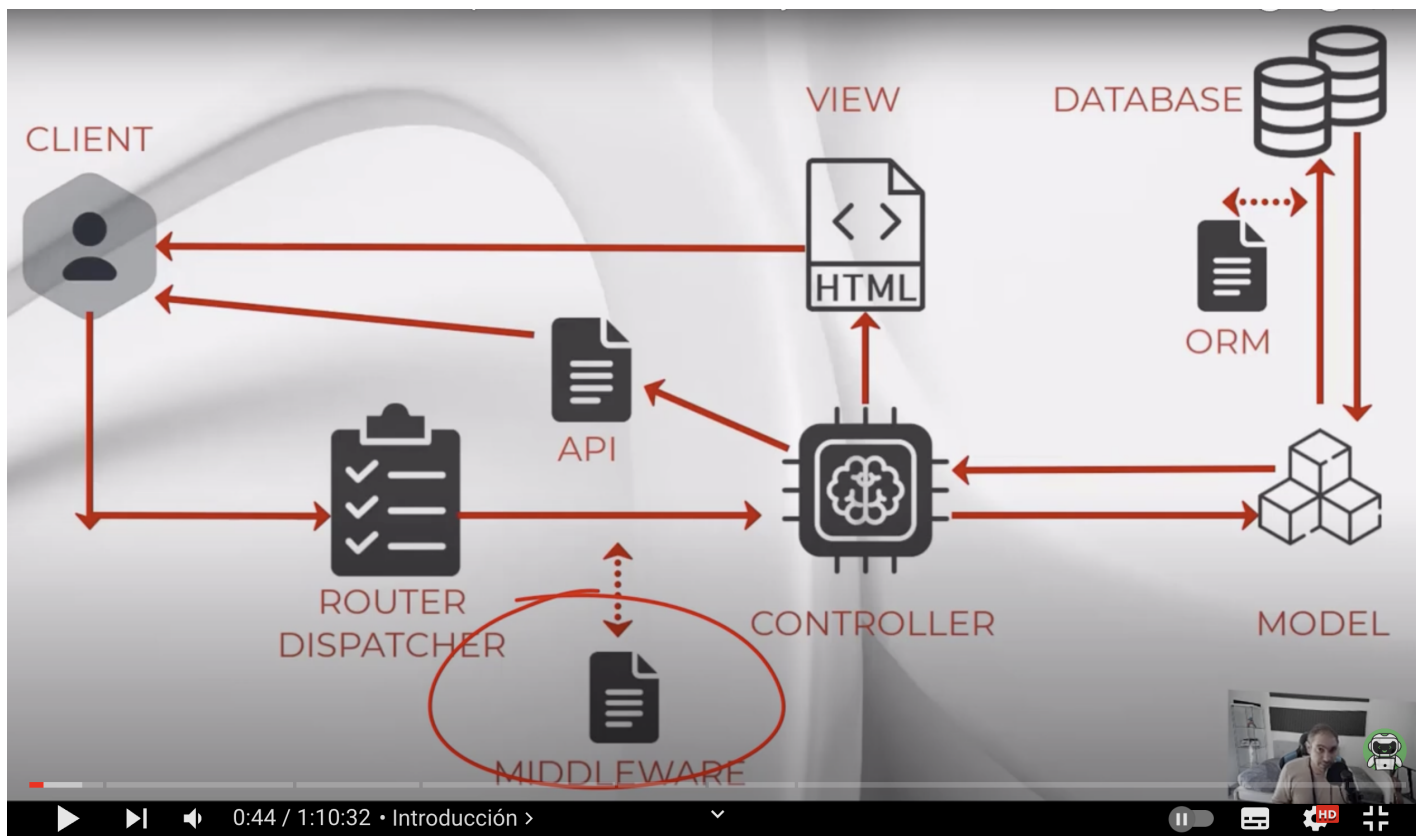 VIEW
DATABASE
CLIENT
HTML
ORM
API
ROUTER
DISPATCHER
CONTROLLER
MODEL
MIDDLEWARE
0:44 / 1:10:32 • Introducción >
HD